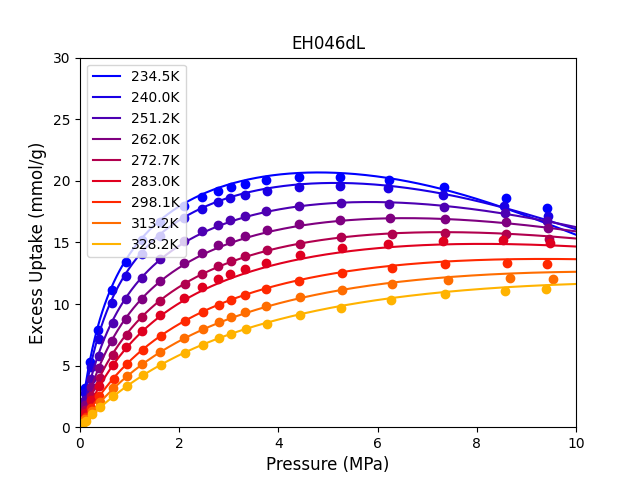 EH046dL
30
25
20
15
10
5
0
Excess Uptake (mmol/g)
234.5K
240.0K
251.2K
262.0K
272.7K
283.0K
298.1K
313.2K
328.2K
0 2 4 6 8 10
Pressure (MPa)